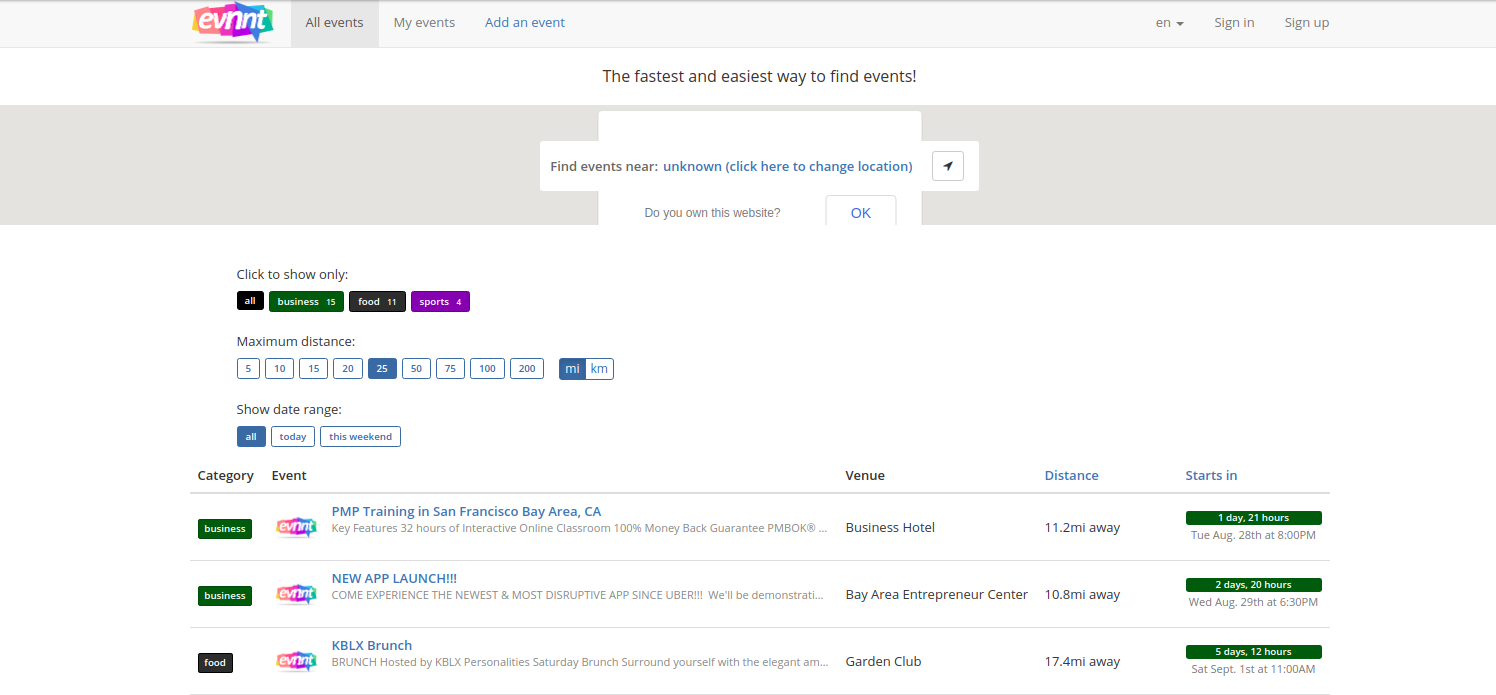 evnnt All events My events Add an event en Sign in Sign up
The fastest and easiest way to find events!
Find events near: unknown (click here to change location)
Do you own this website? OK
Click to show only:
all business 15 food 11 sports 4
Maximum distance:
5 10 15 20 25 50 75 100 200 mi km
Show date range:
all today this weekend
Category Event Venue Distance Starts in
PMP Training in San Francisco Bay Area, CA
business evnnt Key Features 32 hours of Interactive Online Classroom 100% Money Back Guarantee PMBOK® ... Business Hotel 11.2mi away 1 day, 21 hours
Tue Aug. 28th at 8:00PM
NEW APP LAUNCH!!!
business evnnt COME EXPERIENCE THE NEWEST & MOST DISRUPTIVE APP SINCE UBER!!! We'll be demonstrati... Bay Area Entrepreneur Center 10.8mi away 2 days, 20 hours
Wed Aug. 29th at 6:30PM
KBLX Brunch
food evnnt BRUNCH Hosted by KBLX Personalities Saturday Brunch Surround yourself with the elegant am... Garden Club 17.4mi away 5 days, 12 hours
Sat Sept. 1st at 11:00AM